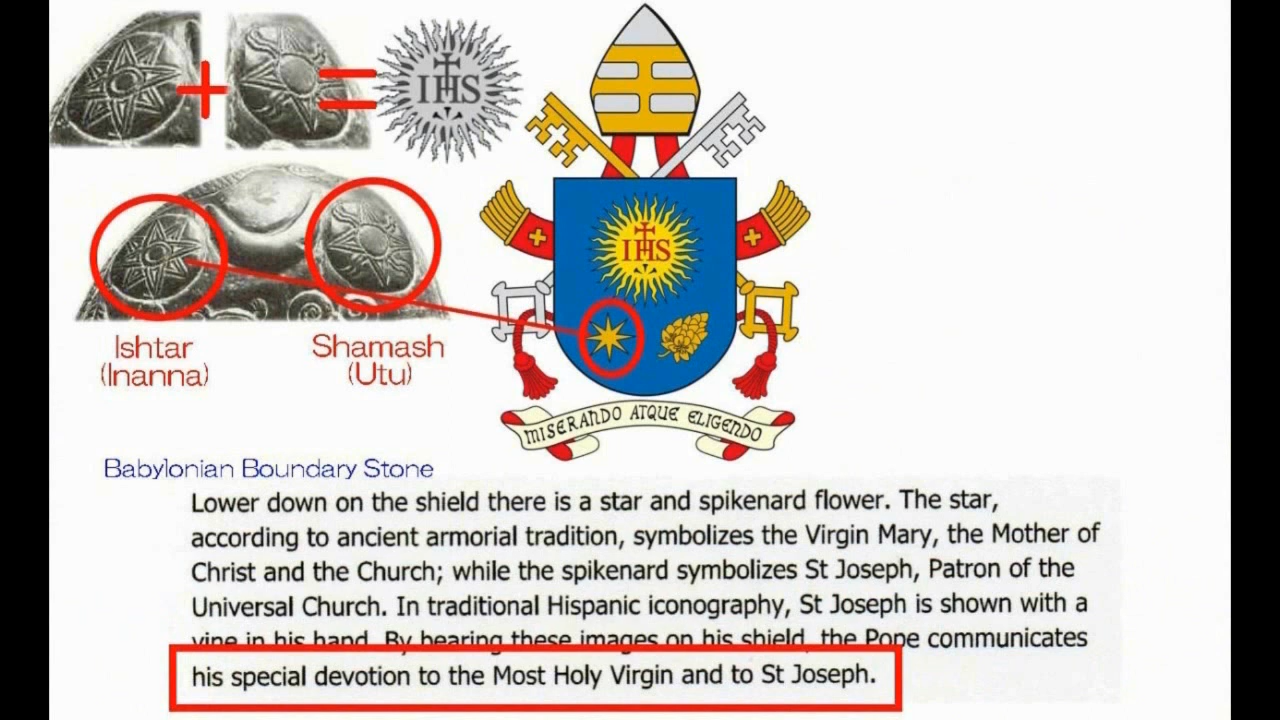 IHS
IHS
Ishtar
(Inanna)
Shamash
(Utu)
MISERANDO ATQUE ELIGENDO
Babylonian Boundary Stone
Lower down on the shield there is a star and spikenard flower. The star,
according to ancient armorial tradition, symbolizes the Virgin Mary, the Mother of
Christ and the Church; while the spikenard symbolizes St Joseph, Patron of the
Universal Church. In traditional Hispanic iconography, St Joseph is shown with a
vine in his hand. By bearing these images on his shield, the Pope communicates
his special devotion to the Most Holy Virgin and to St Joseph.